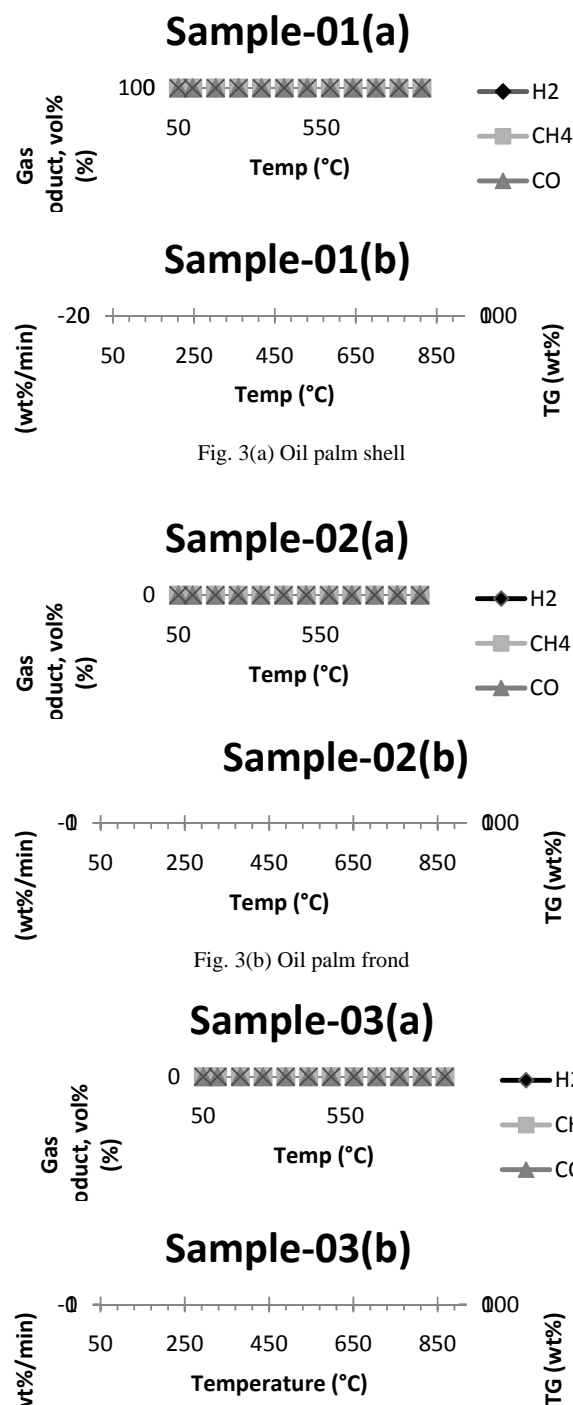 Sample-01(a)
100
50 550
Temp (°C)
Gas
oduct, vol%
(%)
H2
CH4
CO
Sample-01(b)
-20
50 250 450 650 850
Temp (°C)
(wt%/min)
100
TG (wt%)
Fig. 3(a) Oil palm shell
Sample-02(a)
0
50 550
Temp (°C)
Gas
oduct, vol%
(%)
H2
CH4
CO
Sample-02(b)
50 250 450 650 850
Temp (°C)
(wt%/min)
100
TG (wt%)
Fig. 3(b) Oil palm frond
Sample-03(a)
0
50 550
Temp (°C)
Gas
oduct, vol%
(%)
Sample-03(b)
50 250 450 650 850
Temperature (°C)
wt%/min)
100
TG (wt%)